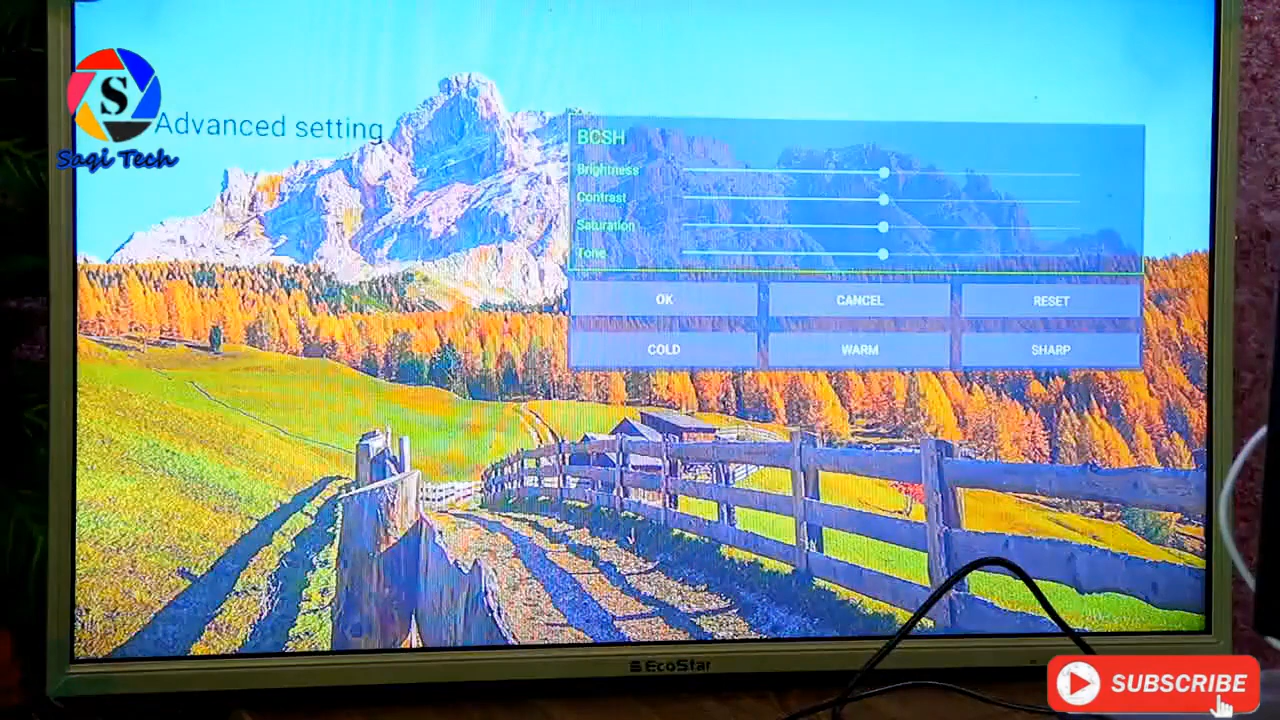 S
Saqi Tech
Advanced setting
BCSH
Brightness
Contrast
Saturation
Tone
OK CANCEL RESET
COLD WARM SHARP
EcoStar
SUBSCRIBE